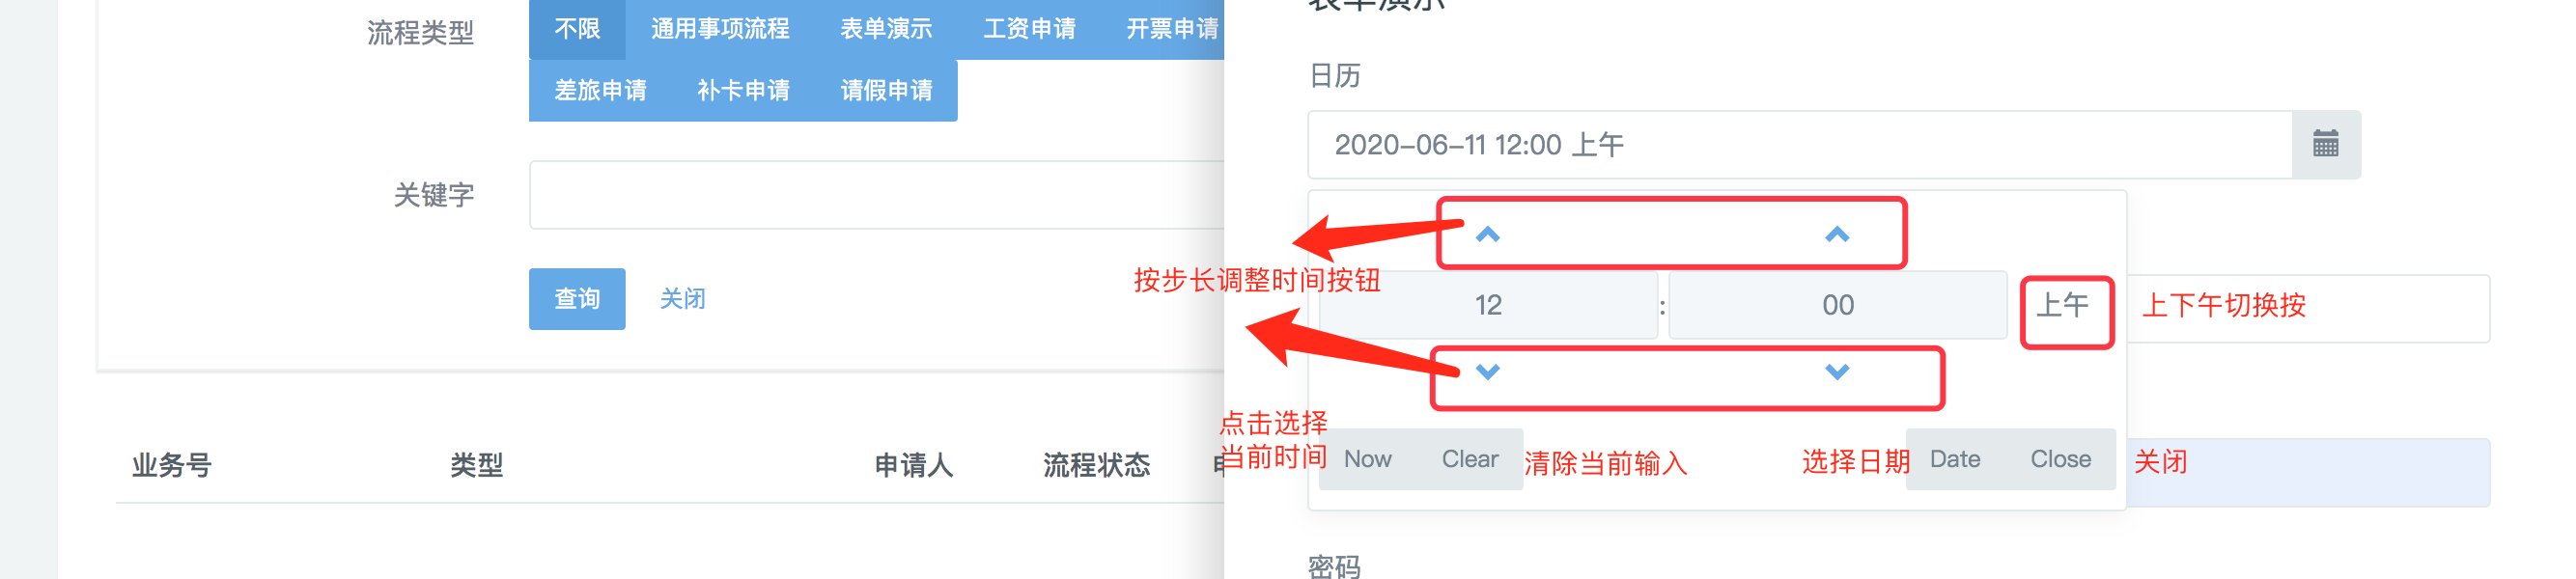 流程类型
不限 通用事项流程 表单演示 工资申请 开票申请
差旅申请 补卡申请 请假申请
关键字
查询 关闭
业务号 类型 申请人 流程状态
表单演示
日历
2020-06-11 12:00 上午
按步长调整时间按钮
12 : 00 上午 上下午切换按
点击选择
当前时间 Now Clear 清除当前输入 选择日期 Date Close 关闭
密码